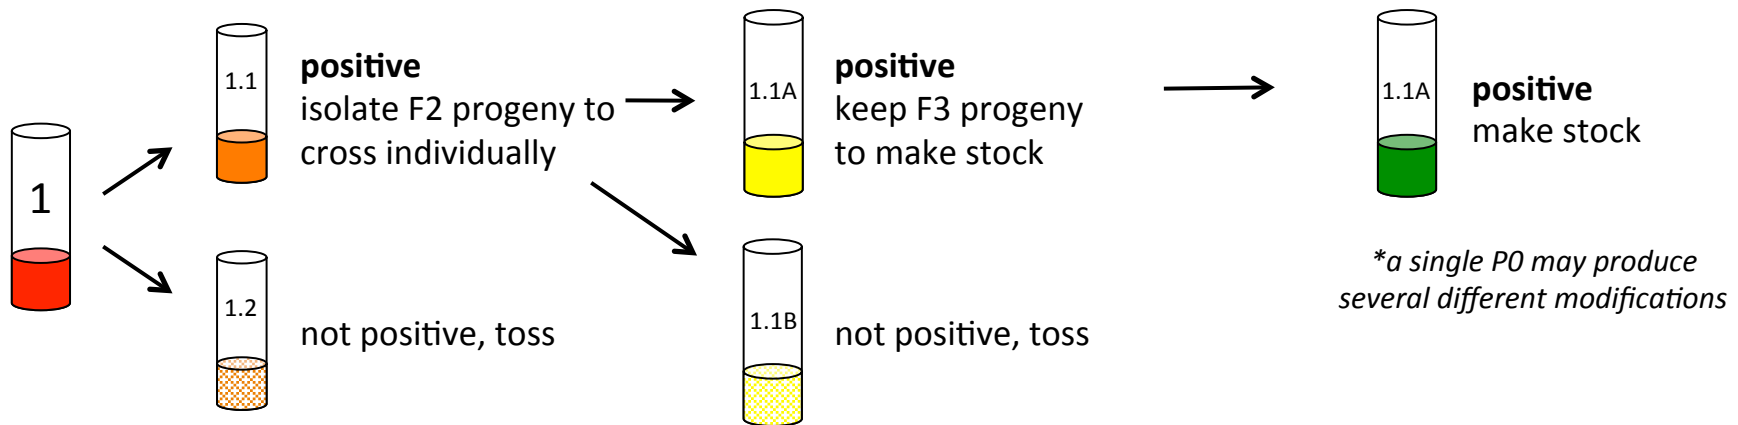 1
1.1
positive
isolate F2 progeny to
cross individually
1.2
not positive, toss
1.1A
positive
keep F3 progeny
to make stock
1.1B
not positive, toss
1.1A
positive
make stock
*a single P0 may produce
several different modifications